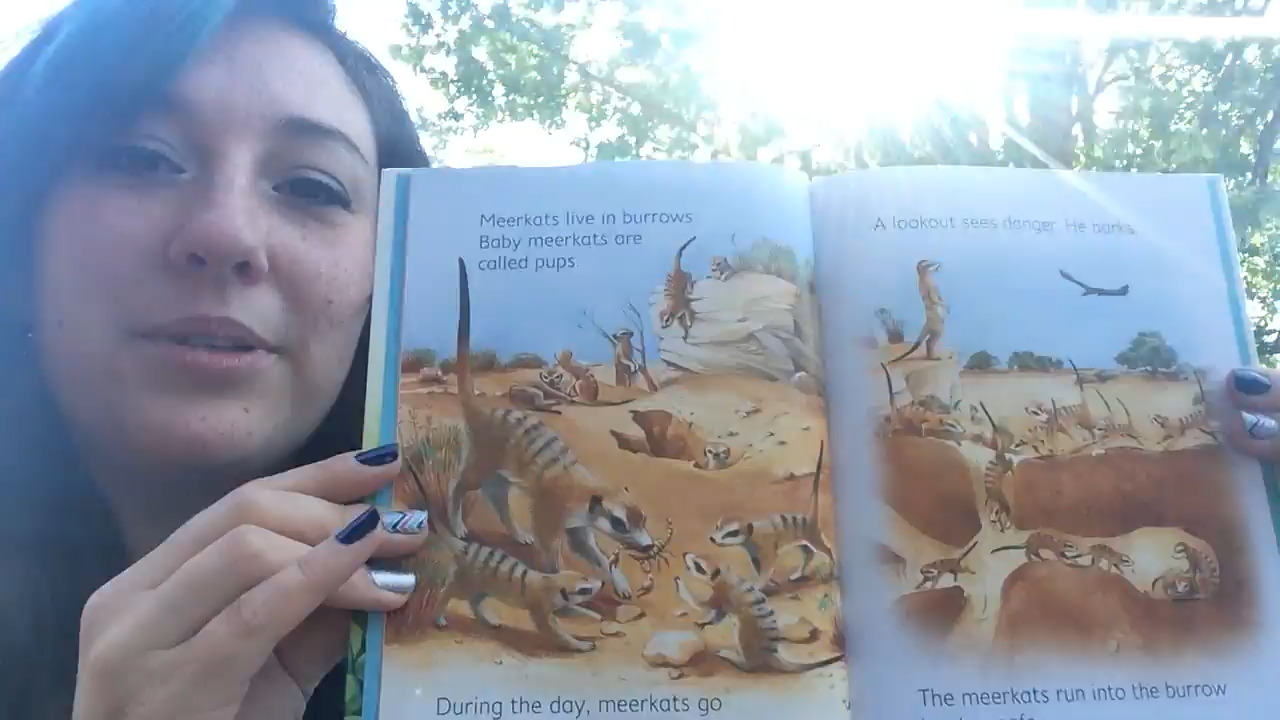 Meerkats live in burrows
Baby meerkats are
called pups
During the day, meerkats go
A lookout sees danger. He barks.
The meerkats run into the burrow